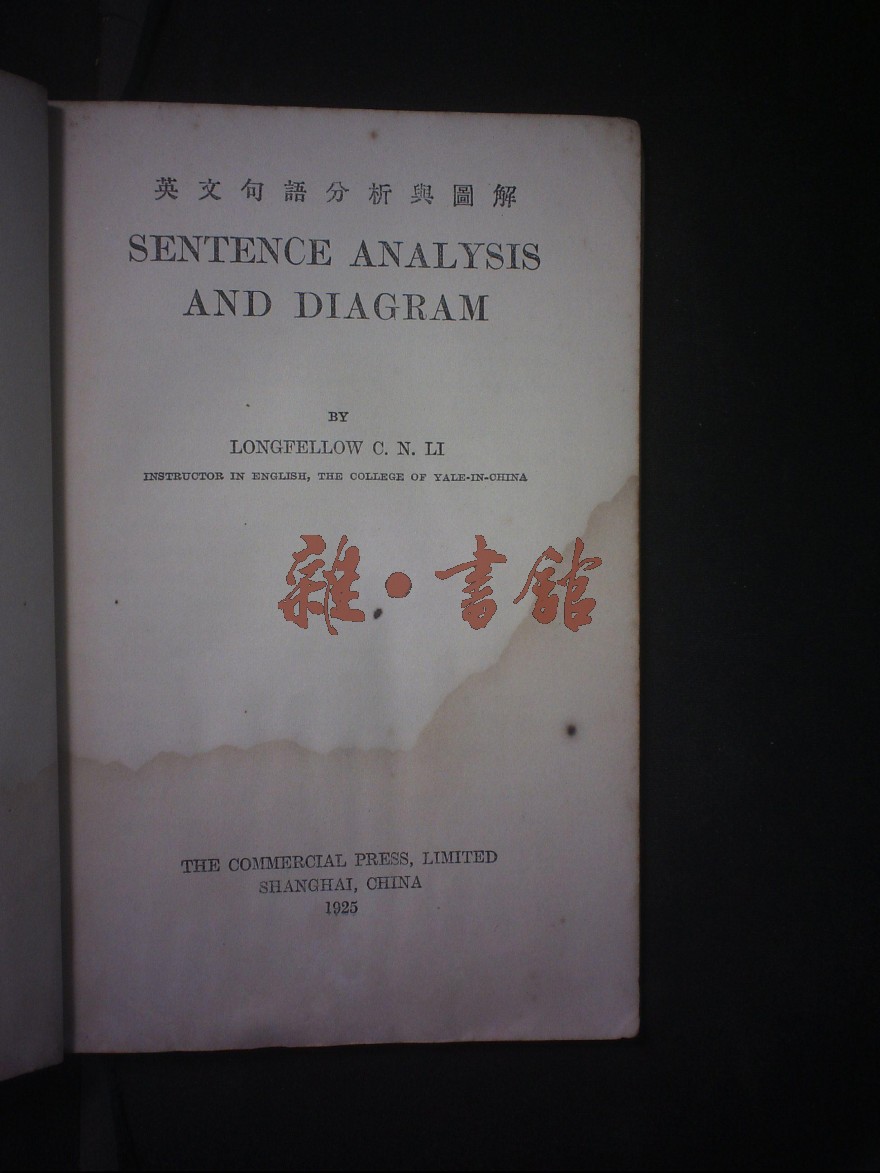 英文句語分析與圖解
SENTENCE ANALYSIS
AND DIAGRAM
BY
LONGFELLOW C. N. LI
INSTRUCTOR IN ENGLISH, THE COLLEGE OF YALE-IN-CHINA
雜·書館
THE COMMERCIAL PRESS, LIMITED
SHANGHAI, CHINA
1925